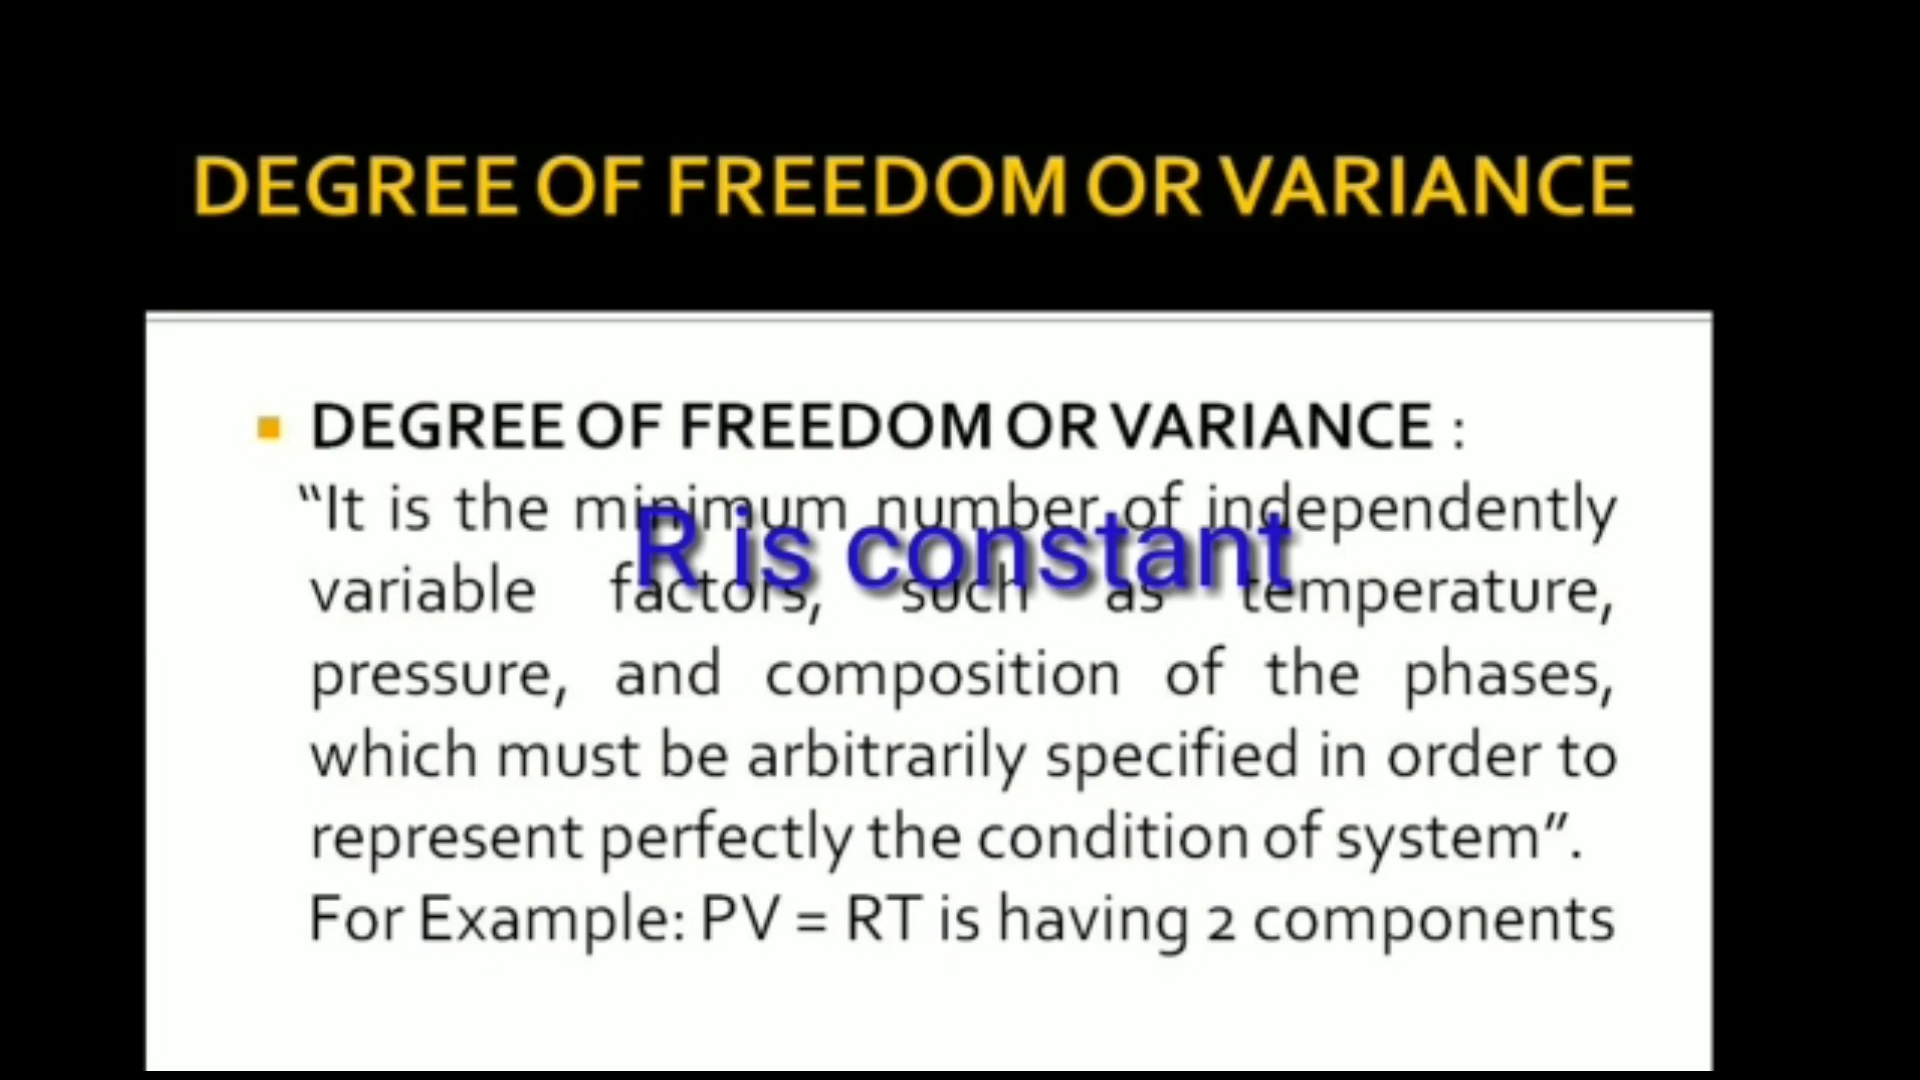 DEGREE OF FREEDOM OR VARIANCE
DEGREE OF FREEDOM OR VARIANCE :
“It is the minimum number of independently
R is constant
variable factors, such as temperature,
pressure, and composition of the phases,
which must be arbitrarily specified in order to
represent perfectly the condition of system”.
For Example: PV = RT is having 2 components